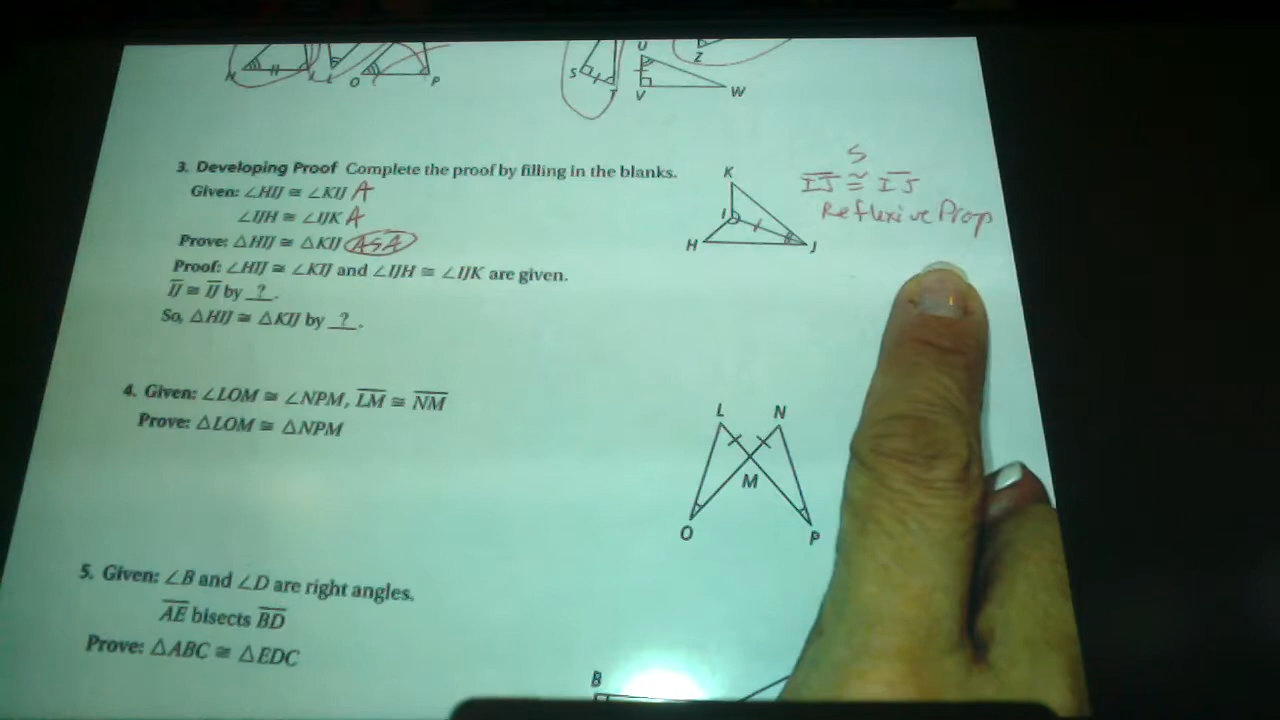 S
T
U
V
W
Z
O
P
3. Developing Proof Complete the proof by filling in the blanks.
Given: ∠HIJ ≅ ∠KIJ A
∠IJH ≅ ∠IJK A
Prove: △HIJ ≅ △KIJ ASA
Proof: ∠HIJ ≅ ∠KIJ and ∠IJH ≅ ∠IJK are given.
IJ ≅ IJ by ? .
So, △HIJ ≅ △KIJ by ? .
K
I
H
J
S
IJ ≅ IJ
Reflexive Prop
4. Given: ∠LOM ≅ ∠NPM, LM ≅ NM
Prove: △LOM ≅ △NPM
L N
M
O P
5. Given: ∠B and ∠D are right angles.
AE bisects BD
Prove: △ABC ≅ △EDC
B